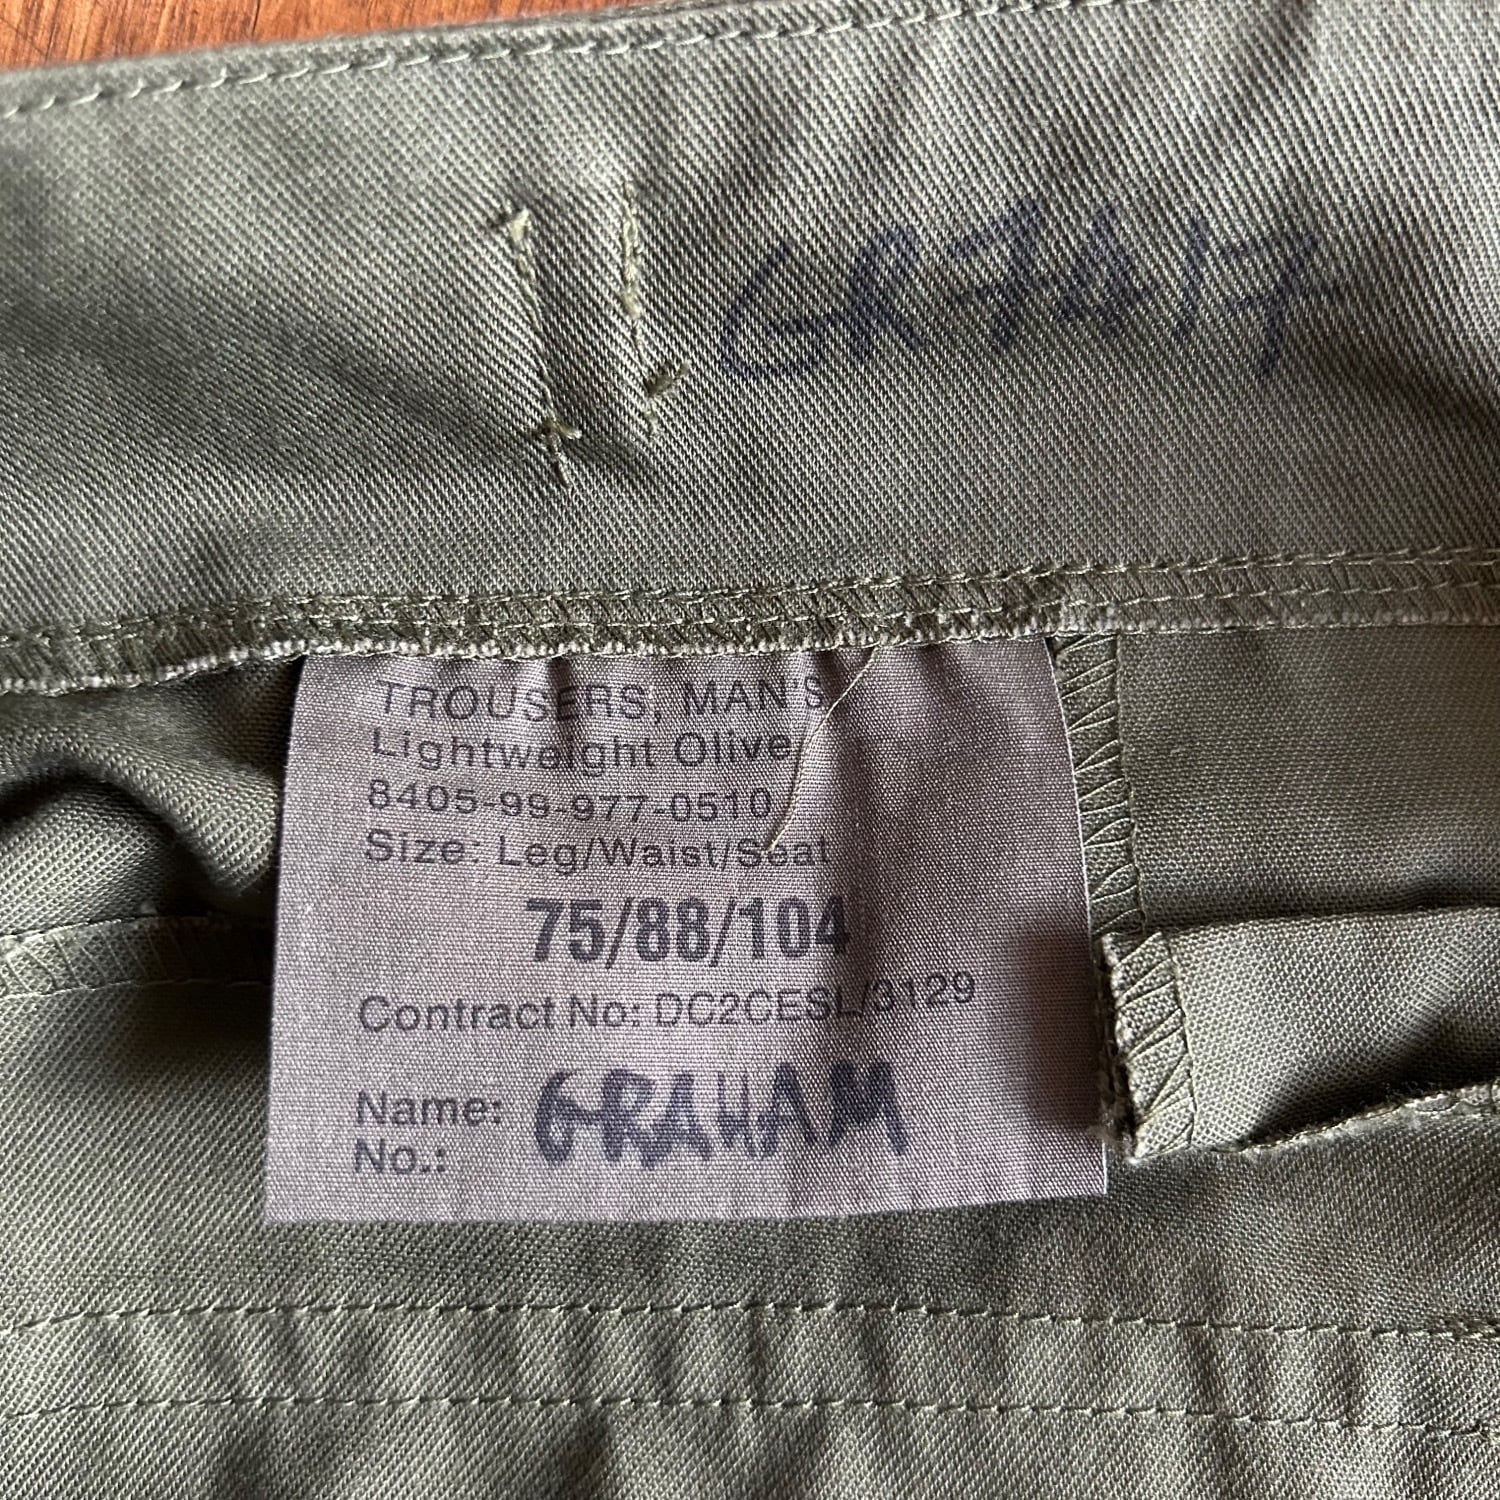 GR7417
TROUSERS, MAN'S
Lightweight Olive
8405-99-977-0510
Size: Leg/Waist/Seat
75/88/104
Contract No: DC2CESL/3129
Name: GRAHAM
No.: